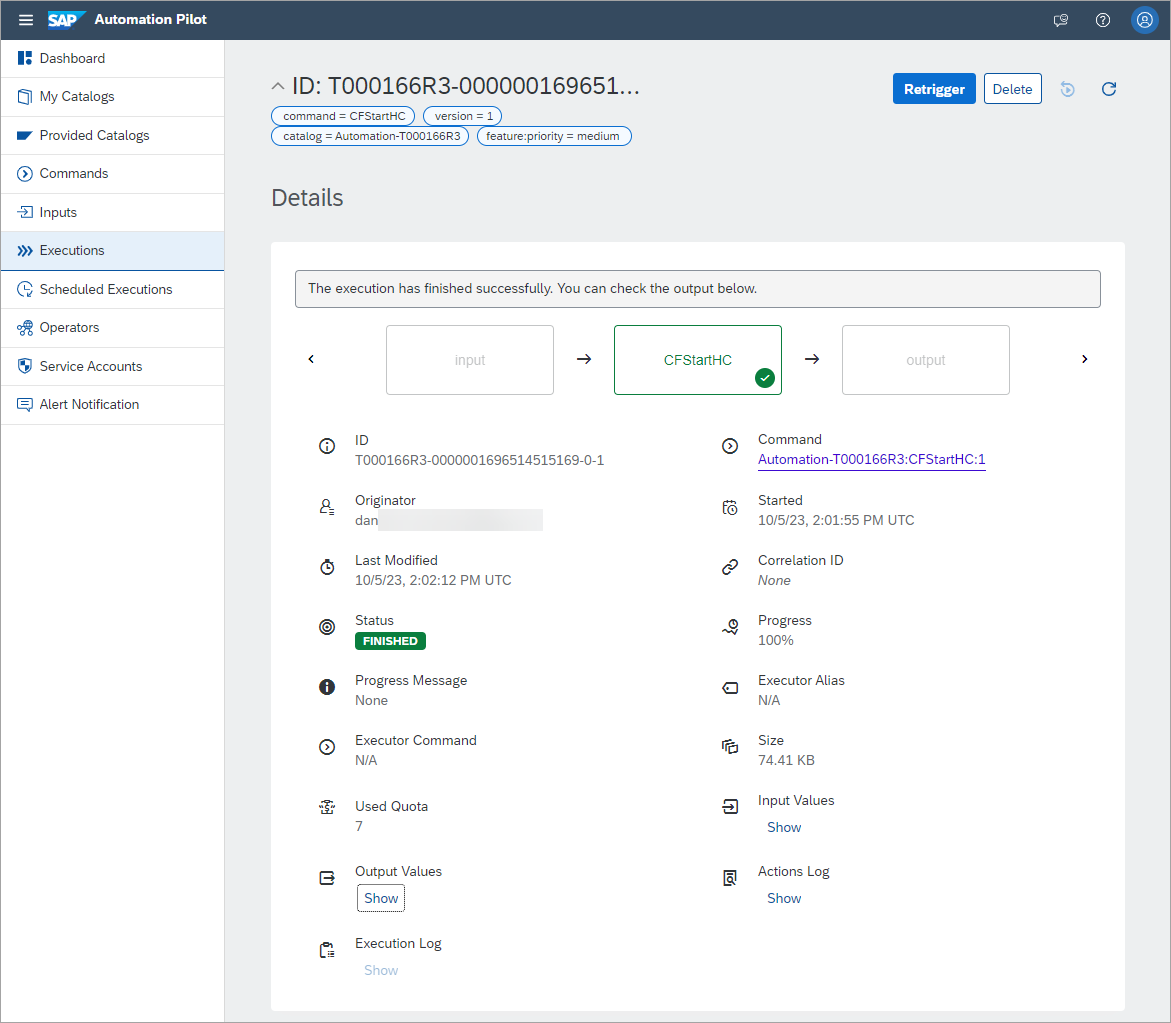 SAP Automation Pilot
Dashboard
My Catalogs
Provided Catalogs
Commands
Inputs
Executions
Scheduled Executions
Operators
Service Accounts
Alert Notification
ID: T000166R3-000000169651...
Retrigger
Delete
command = CFStartHC
version = 1
catalog = Automation-T000166R3
feature:priority = medium
Details
The execution has finished successfully. You can check the output below.
input
CFStartHC
output
ID
T000166R3-0000001696514515169-0-1
Command
Automation-T000166R3:CFStartHC:1
Originator
dan
Started
10/5/23, 2:01:55 PM UTC
Last Modified
10/5/23, 2:02:12 PM UTC
Correlation ID
None
Status
FINISHED
Progress
100%
Progress Message
None
Executor Alias
N/A
Executor Command
N/A
Size
74.41 KB
Used Quota
7
Input Values
Show
Output Values
Show
Actions Log
Show
Execution Log
Show